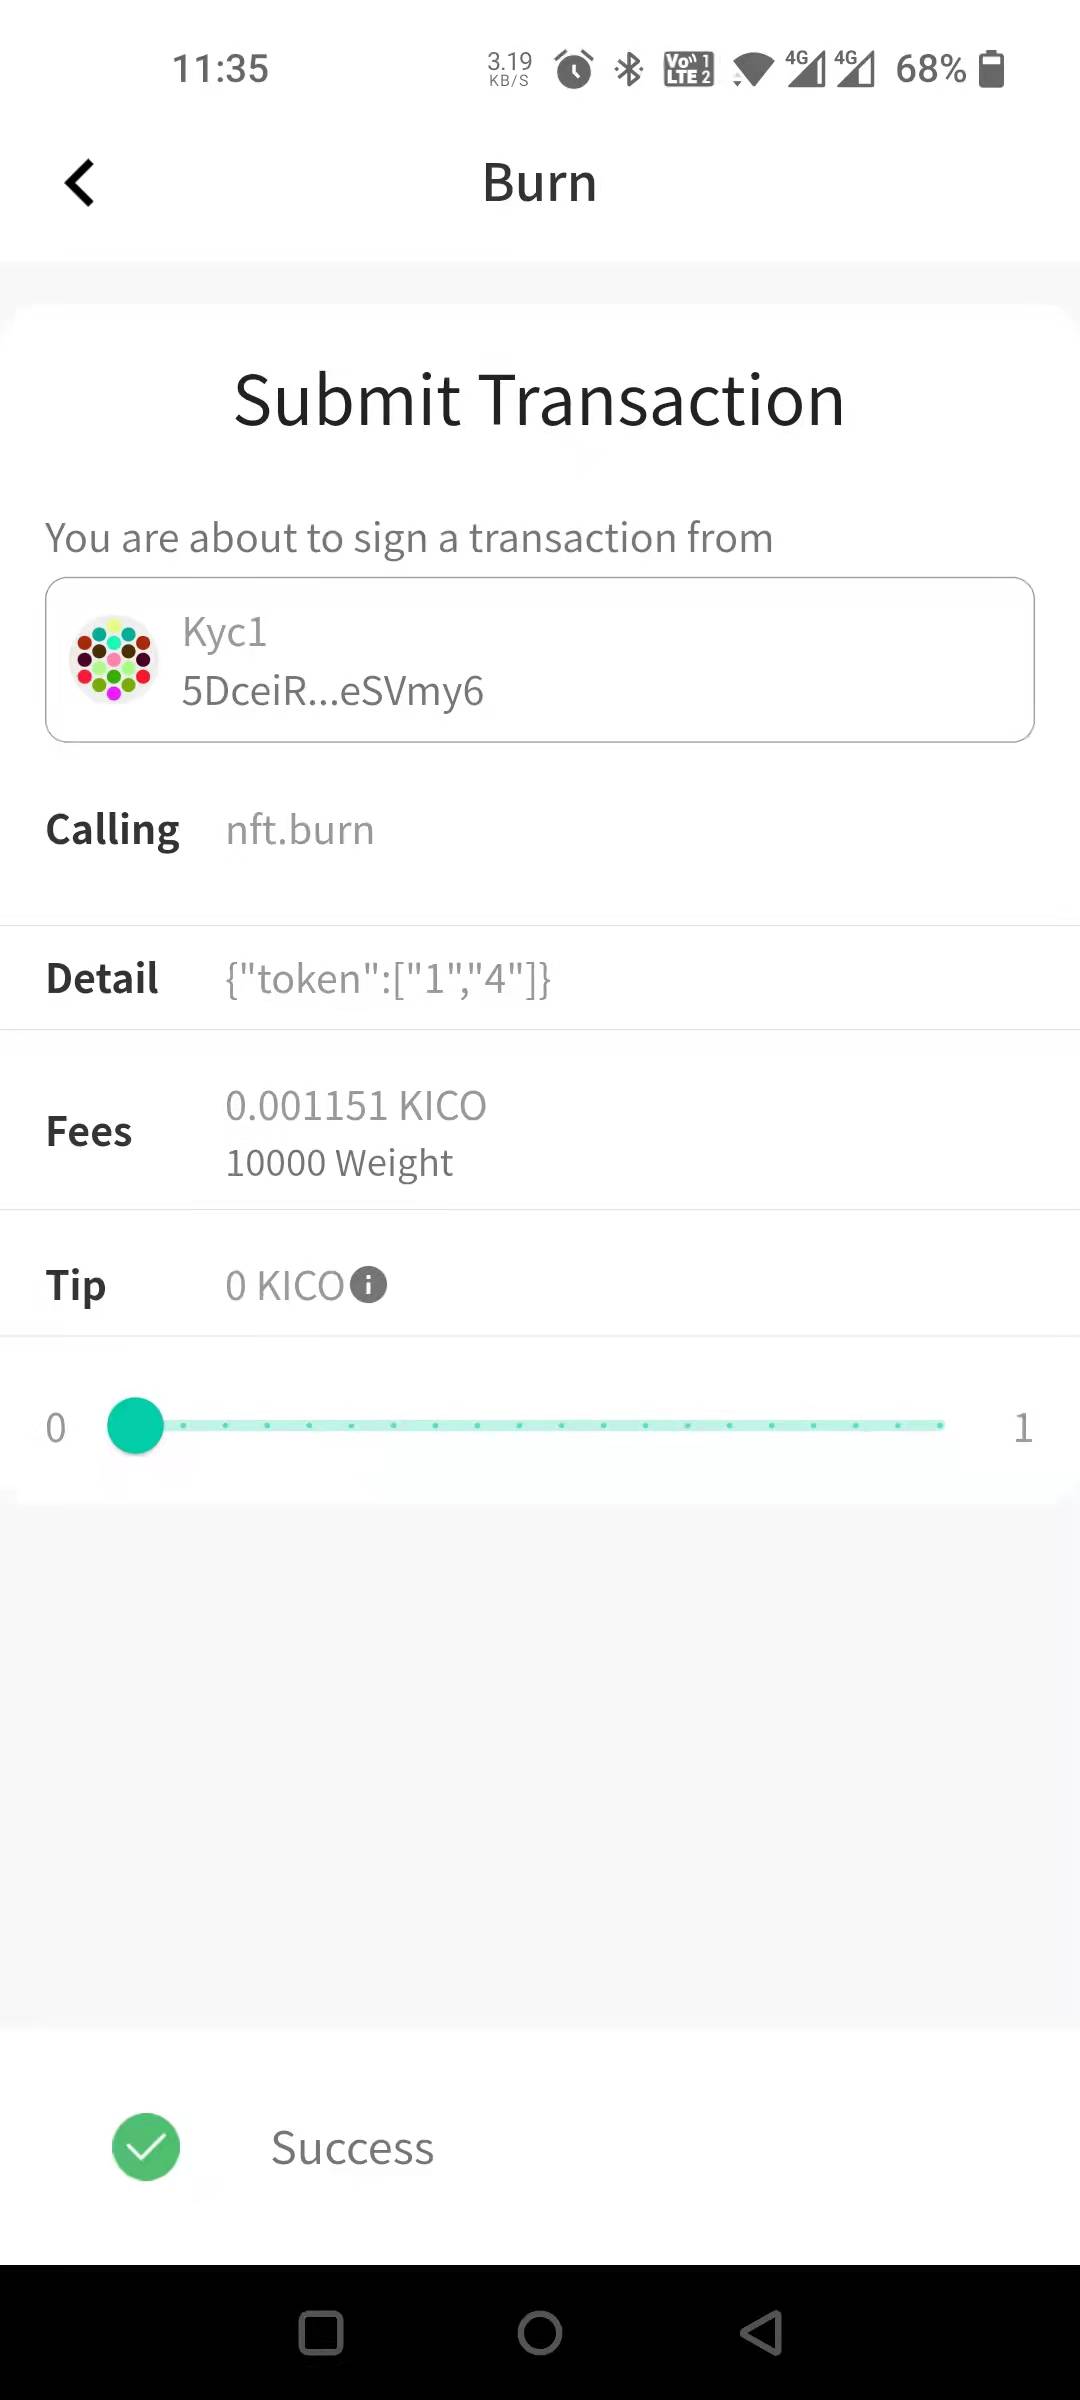 11:35
3.19
KB/S
Vo)) 1
LTE 2
4G
4G
68%
Burn
Submit Transaction
You are about to sign a transaction from
Kyc1
5DceiR...eSVmy6
Calling nft.burn
Detail {"token":["1","4"]}
Fees 0.001151 KICO
10000 Weight
Tip 0 KICO
0 1
Success